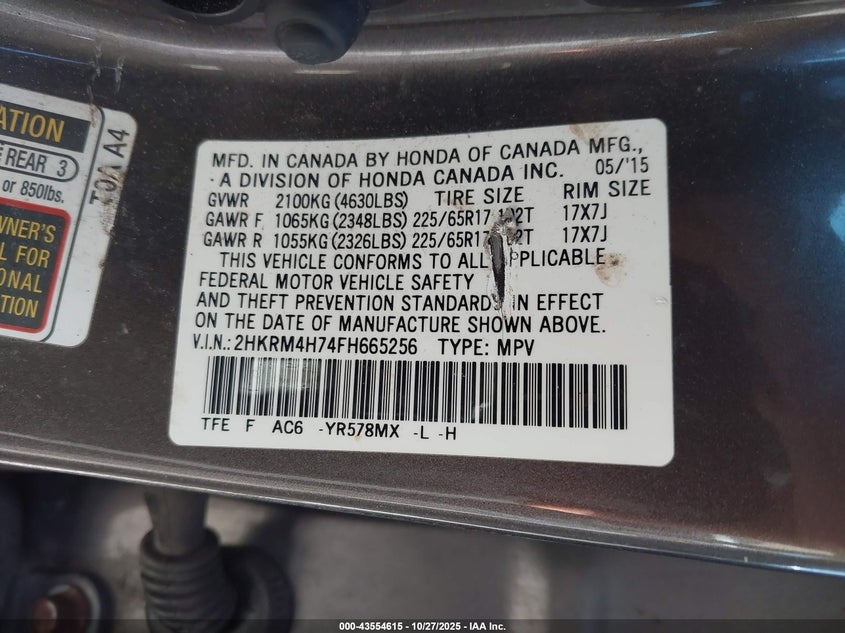 ATION
REAR 3
or 850lbs.
WNER'S
L FOR
IONAL
TION
T0A A4
MFD. IN CANADA BY HONDA OF CANADA MFG.,
A DIVISION OF HONDA CANADA INC. 05/'15
GVWR 2100KG (4630LBS) TIRE SIZE RIM SIZE
GAWR F 1065KG (2348LBS) 225/65R17 102T 17X7J
GAWR R 1055KG (2326LBS) 225/65R17 2T 17X7J
THIS VEHICLE CONFORMS TO ALL APPLICABLE
FEDERAL MOTOR VEHICLE SAFETY
AND THEFT PREVENTION STANDARDS IN EFFECT
ON THE DATE OF MANUFACTURE SHOWN ABOVE.
V.I.N.: 2HKRM4H74FH665256 TYPE: MPV
TFE F AC6 -YR578MX -L -H
000-43554615 | 10/27/2025 | IAA Inc.